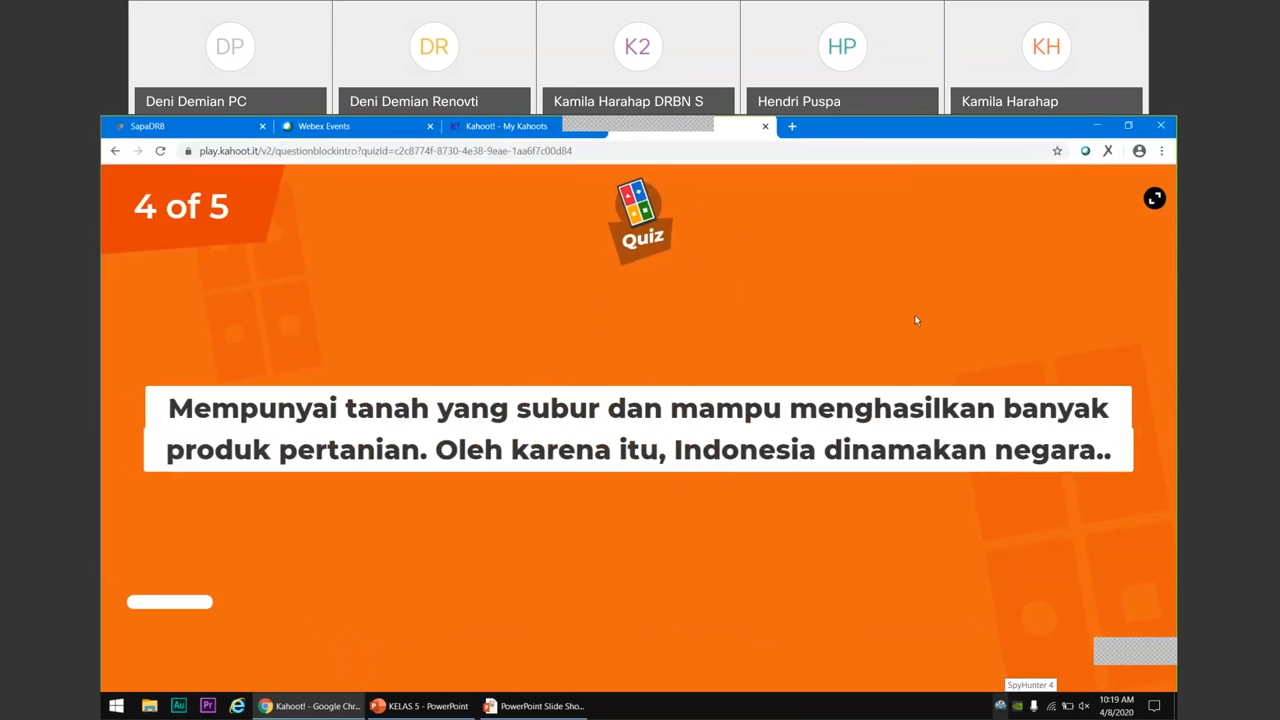 DP
DR
K2
HP
KH
Deni Demian PC
Deni Demian Renovti
Kamila Harahap DRBN S
Hendri Puspa
Kamila Harahap
SapaDRB
Webex Events
K! Kahoot! - My Kahoots
play.kahoot.it/v2/questionblockintro?quizId=c2c8774f-8730-4e38-9eae-1aa6f7c00d84
4 of 5
Quiz
Mempunyai tanah yang subur dan mampu menghasilkan banyak
produk pertanian. Oleh karena itu, Indonesia dinamakan negara..
SpyHunter 4
Au
Pr
Kahoot! - Google Chr...
KELAS 5 - PowerPoint
PowerPoint Slide Sho...
10:19 AM
4/8/2020